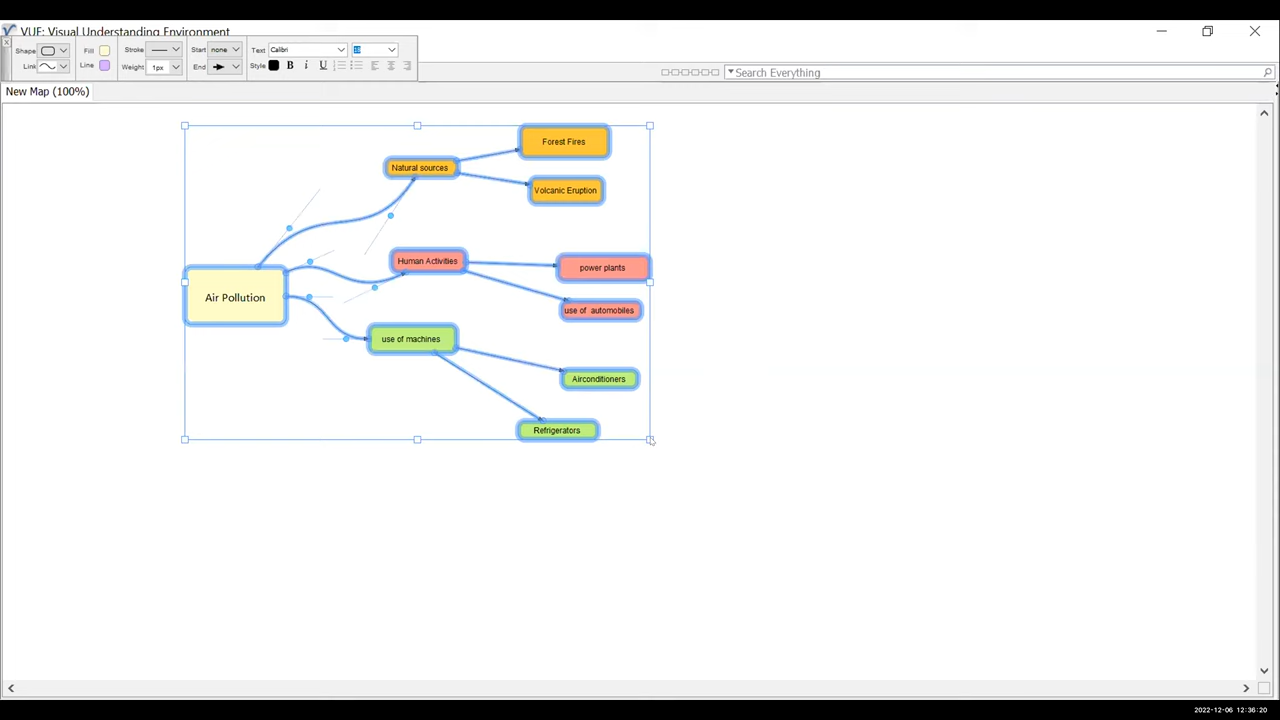 VUE: Visual Understanding Environment
Shape: Fill Stroke Start none Text Calibri 18
Link: Line: Weight: 1px End: Style: B I U
Search Everything
New Map (100%)
Forest Fires
Natural sources
Volcanic Eruption
Human Activities
power plants
Air Pollution
use of automobiles
use of machines
Airconditioners
Refrigerators
2022-12-06 12:36:20